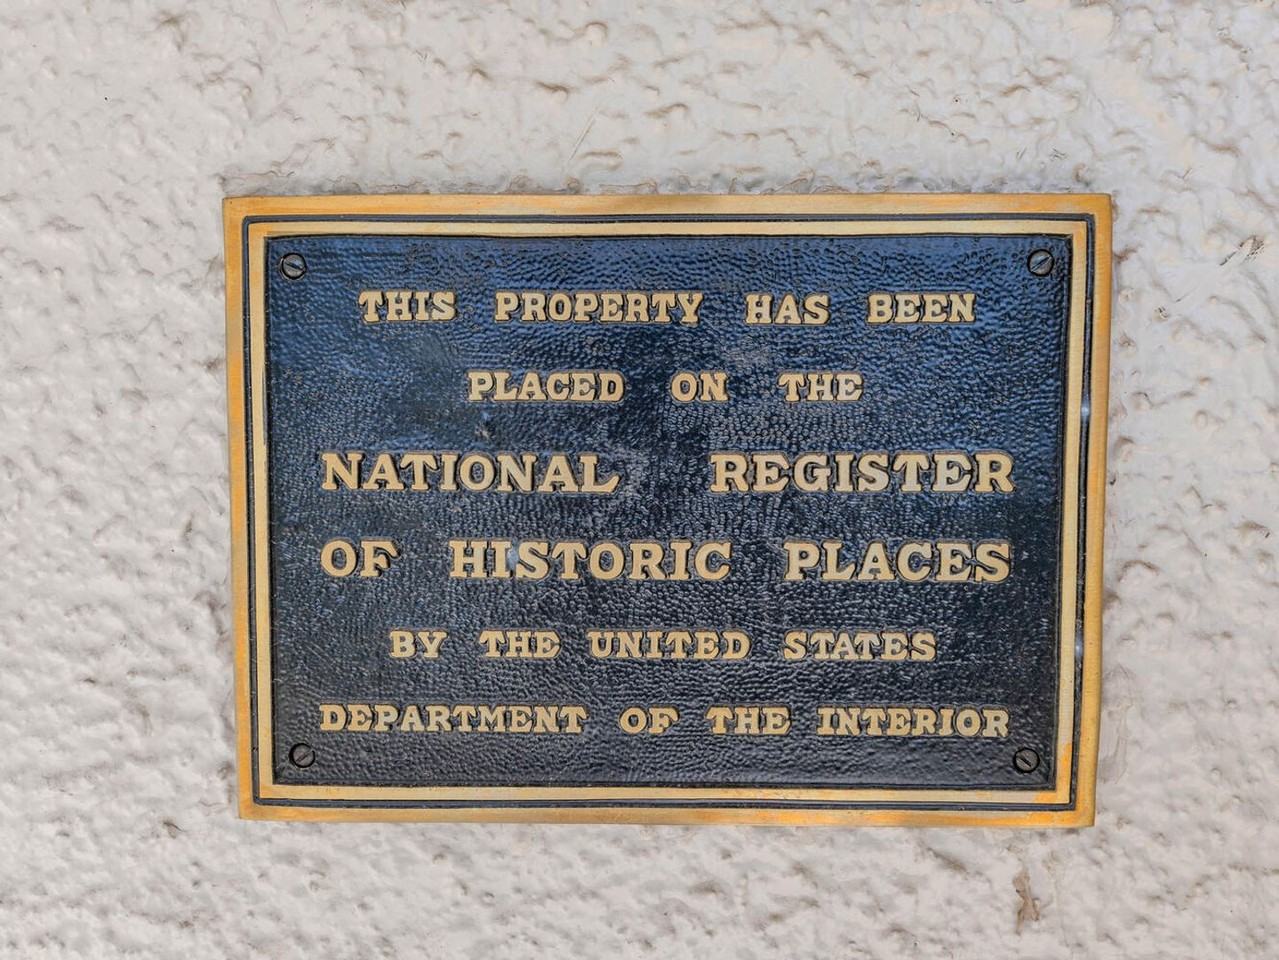 THIS PROPERTY HAS BEEN
PLACED ON THE
NATIONAL REGISTER
OF HISTORIC PLACES
BY THE UNITED STATES
DEPARTMENT OF THE INTERIOR